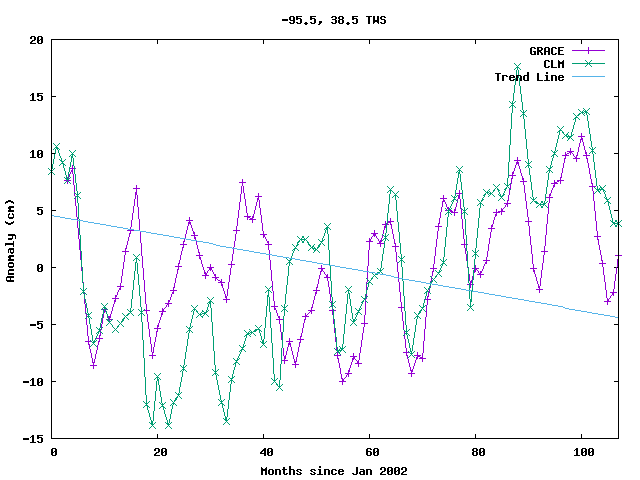 -95.5, 38.5 TWS
GRACE
CLM
Trend Line
20
15
10
5
0
-5
-10
-15
Anomaly (cm)
0 20 40 60 80 100
Months since Jan 2002